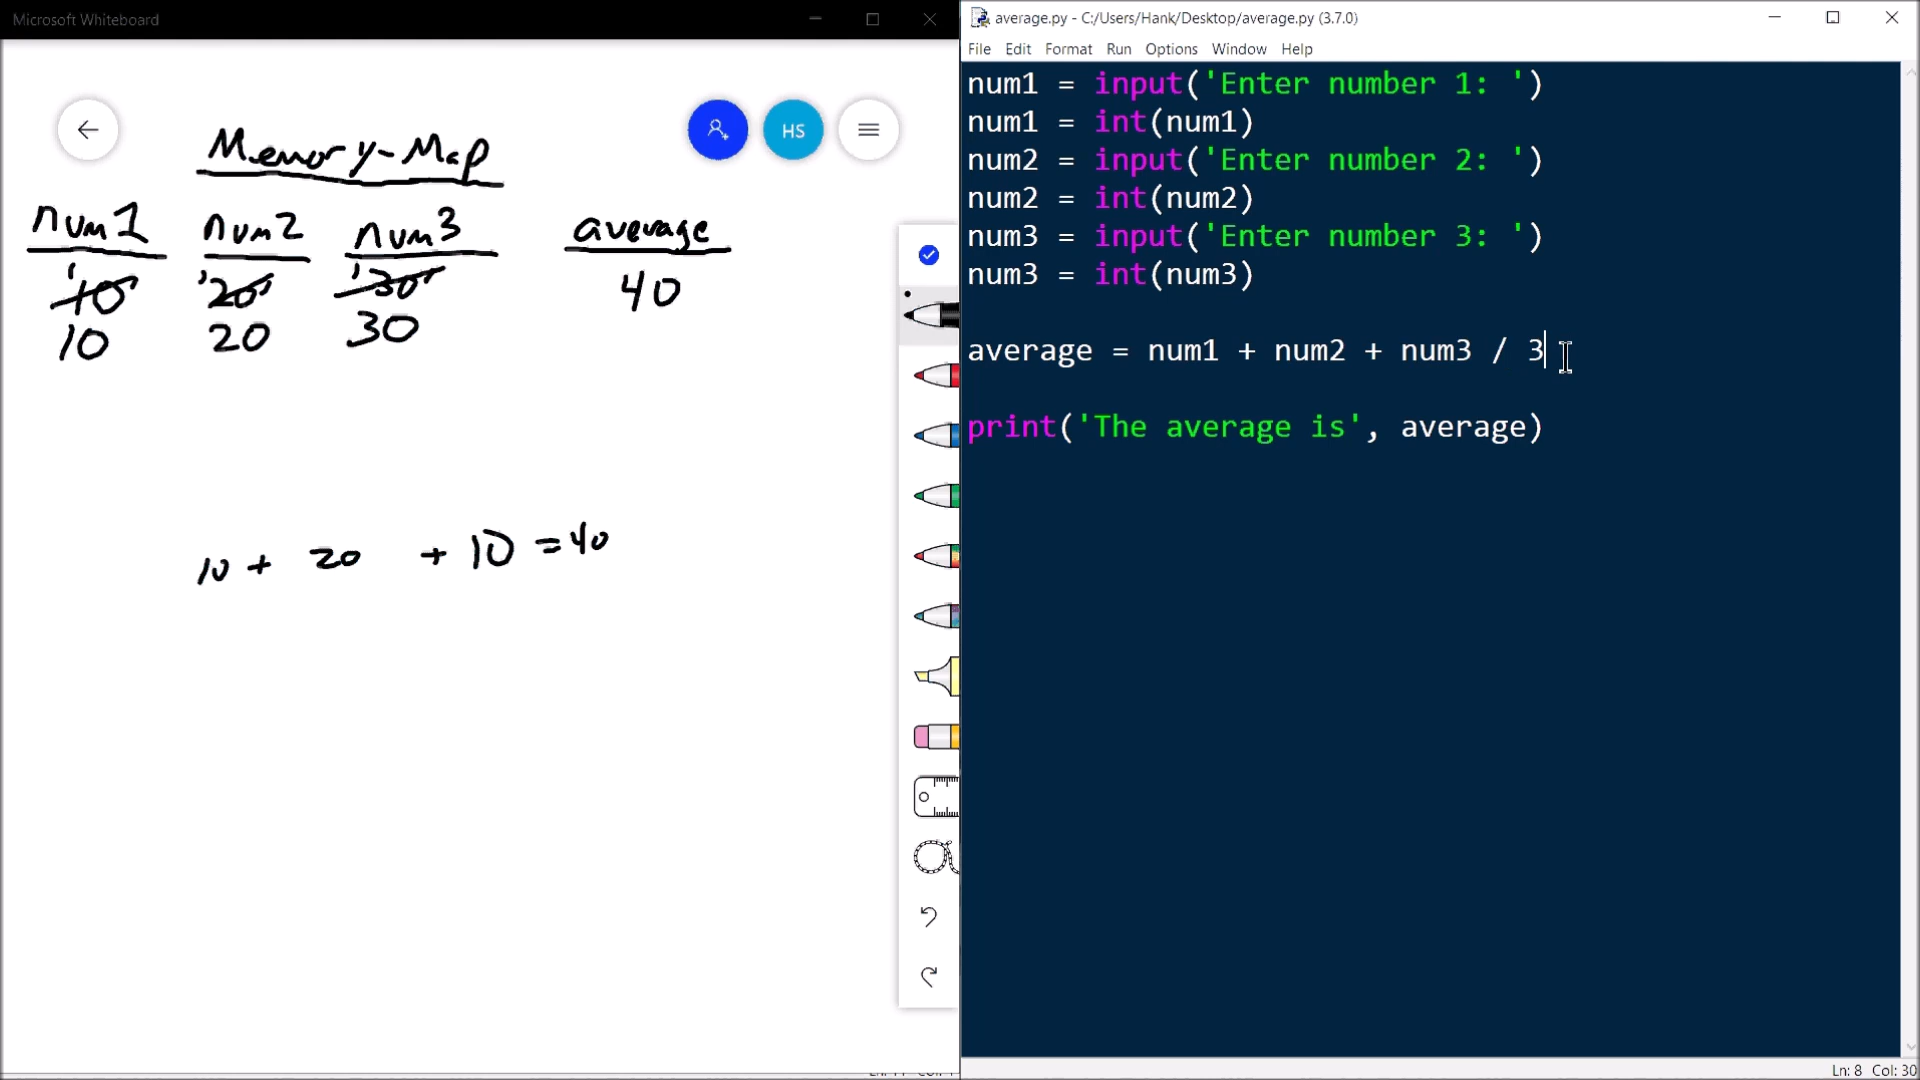 Microsoft Whiteboard
Memory-Map
num1 num2 num3 average
'10' '20' '30' 40
10 20 30
10 + 20 + 10 = 40
HS
average.py - C:/Users/Hank/Desktop/average.py (3.7.0)
File Edit Format Run Options Window Help
num1 = input('Enter number 1: ')
num1 = int(num1)
num2 = input('Enter number 2: ')
num2 = int(num2)
num3 = input('Enter number 3: ')
num3 = int(num3)
average = num1 + num2 + num3 / 3
print('The average is', average)
Ln: 8 Col: 30